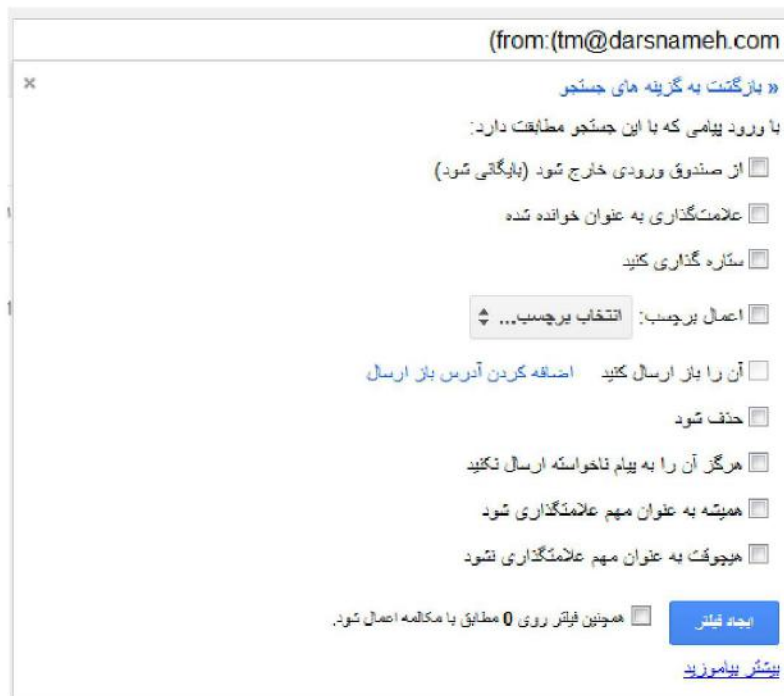 (from:(tm@darsnameh.com
« بازگشت به گزینه های جستجو
×
با ورود پیامی که با این جستجو مطابقت دارد:
از صندوق ورودی خارج شود (بایگانی شود)
علامت‌گذاری به عنوان خوانده شده
ستاره گذاری کنید
اعمال برچسب: انتخاب برچسب...
آن را باز ارسال کنید اضافه کردن آدرس باز ارسال
حذف شود
هرگز آن را به پیام ناخواسته ارسال نکنید
همیشه به عنوان مهم علامتگذاری شود
هیچوقت به عنوان مهم علامتگذاری نشود
ایجاد فیلتر همچنین فیلتر روی 0 مطابق با مکالمه اعمال شود.
بیشتر بیاموزید